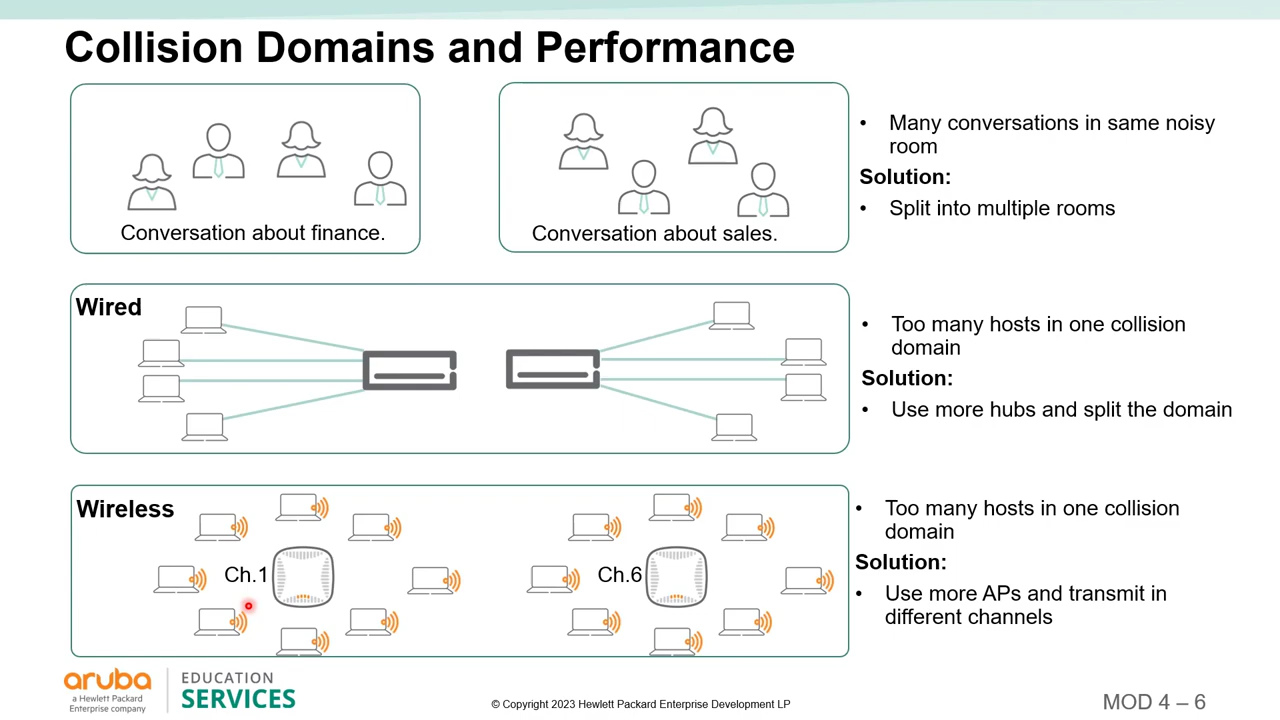 Collision Domains and Performance
Conversation about finance.
Conversation about sales.
• Many conversations in same noisy
room
Solution:
• Split into multiple rooms
Wired
• Too many hosts in one collision
domain
Solution:
• Use more hubs and split the domain
Wireless
Ch.1
Ch.6
• Too many hosts in one collision
domain
Solution:
• Use more APs and transmit in
different channels
aruba
a Hewlett Packard
Enterprise company
EDUCATION
SERVICES
© Copyright 2023 Hewlett Packard Enterprise Development LP
MOD 4 – 6